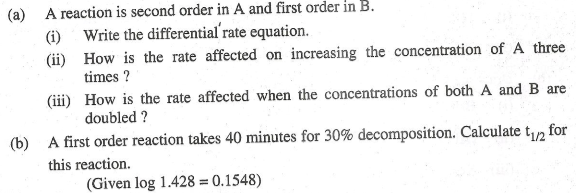 (a) A reaction is second order in A and first order in B.
(i) Write the differential rate equation.
(ii) How is the rate affected on increasing the concentration of A three
times ?
(iii) How is the rate affected when the concentrations of both A and B are
doubled ?
(b) A first order reaction takes 40 minutes for 30% decomposition. Calculate t1/2 for
this reaction.
(Given log 1.428 = 0.1548)